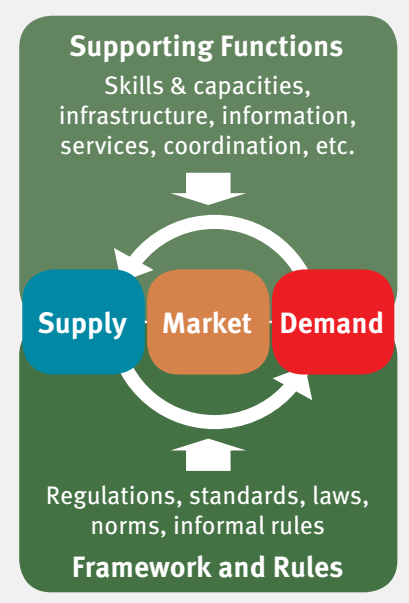 Supporting Functions
Skills & capacities,
infrastructure, information,
services, coordination, etc.
Supply
Market
Demand
Regulations, standards, laws,
norms, informal rules
Framework and Rules